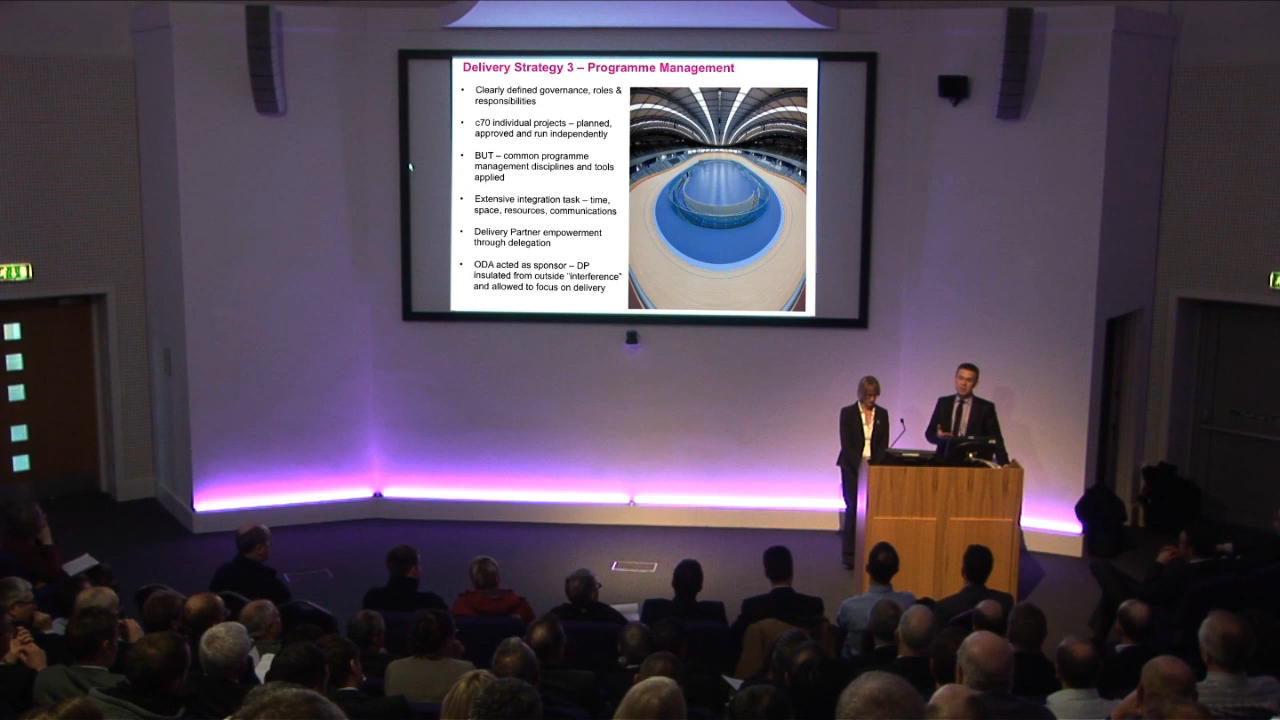 Delivery Strategy 3 – Programme Management
• Clearly defined governance, roles &
responsibilities
• c70 individual projects – planned,
approved and run independently
• BUT – common programme
management disciplines and tools
applied
• Extensive integration task – time,
space, resources, communications
• Delivery Partner empowerment
through delegation
• ODA acted as sponsor – DP
insulated from outside “interference”
and allowed to focus on delivery